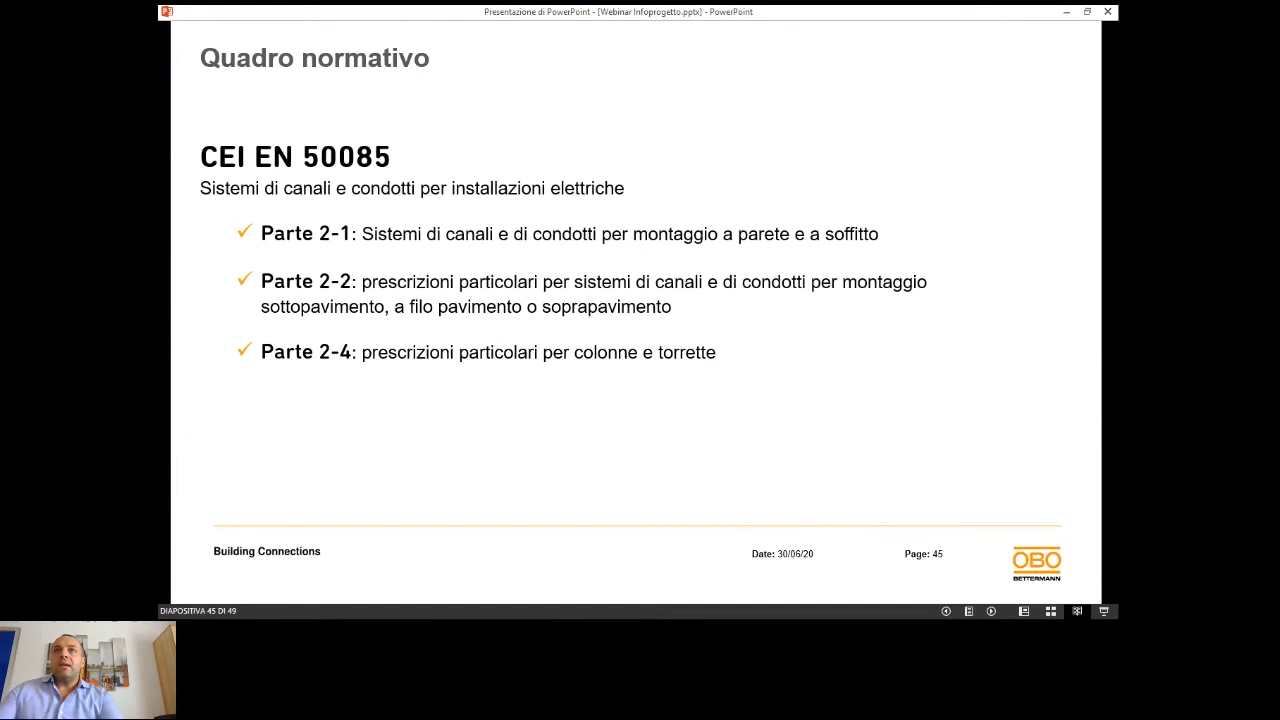 Presentazione di PowerPoint - [Webinar Infoprogetto.pptx] - PowerPoint
Quadro normativo
CEI EN 50085
Sistemi di canali e condotti per installazioni elettriche
✓ Parte 2-1: Sistemi di canali e di condotti per montaggio a parete e a soffitto
✓ Parte 2-2: prescrizioni particolari per sistemi di canali e di condotti per montaggio
sottopavimento, a filo pavimento o soprapavimento
✓ Parte 2-4: prescrizioni particolari per colonne e torrette
Building Connections
Date: 30/06/20
Page: 45
OBO
BETTERMANN
DIAPOSITIVA 45 DI 49